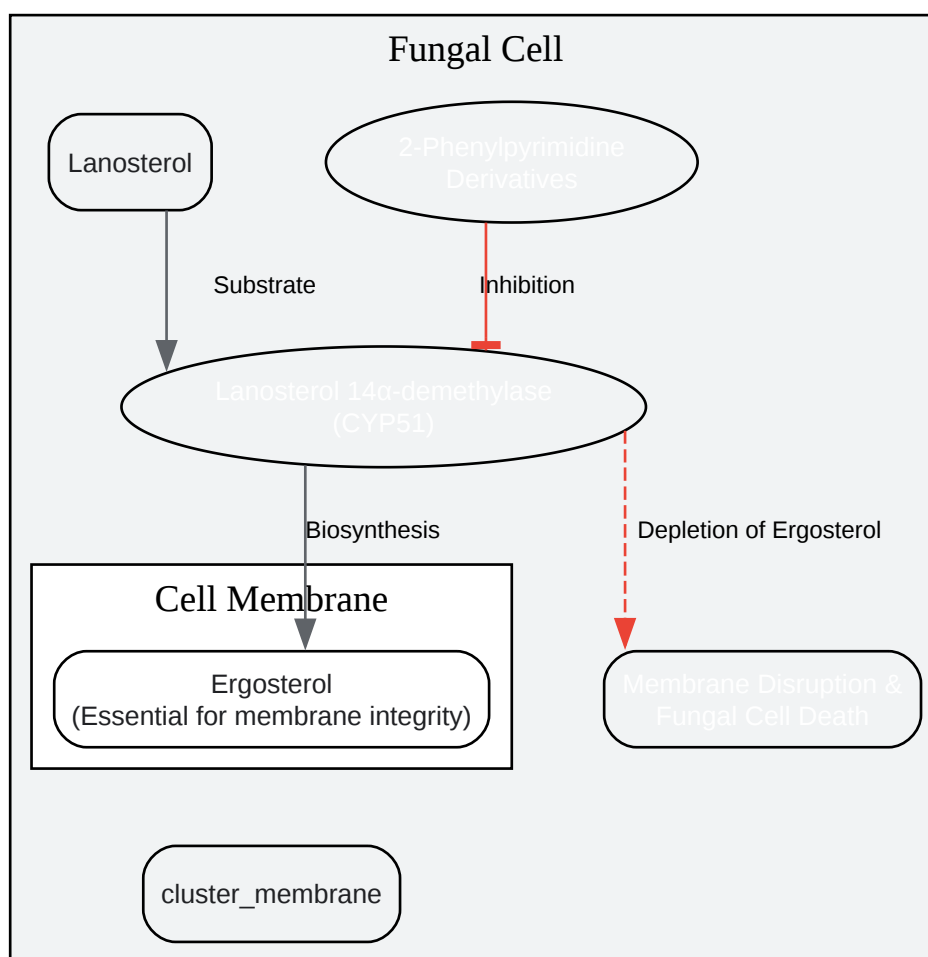 Fungal Cell
Lanosterol
2-Phenylpyrimidine
Derivatives
Substrate
Inhibition
Lanosterol 14α-demethylase
(CYP51)
Biosynthesis
Depletion of Ergosterol
Cell Membrane
Ergosterol
(Essential for membrane integrity)
Membrane Disruption &
Fungal Cell Death
cluster_membrane